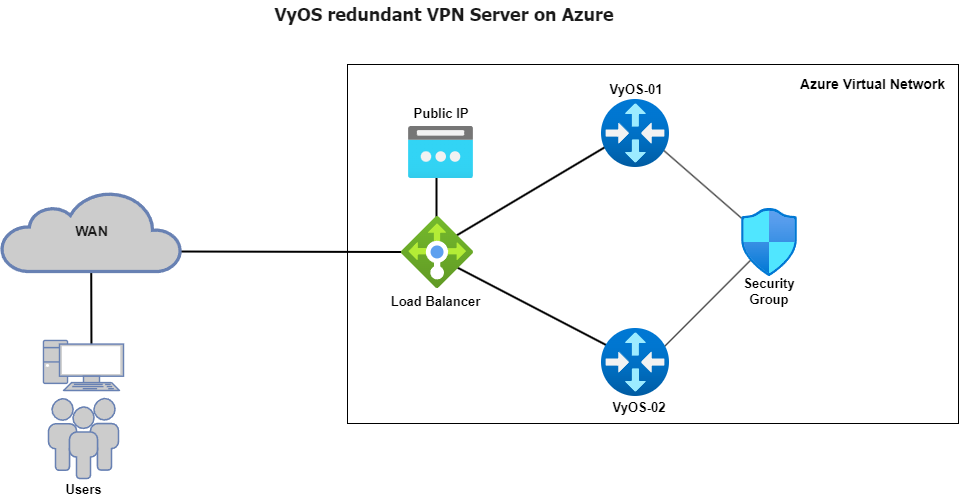 VyOS redundant VPN Server on Azure
Azure Virtual Network
VyOS-01
Public IP
WAN
Load Balancer
Security
Group
VyOS-02
Users